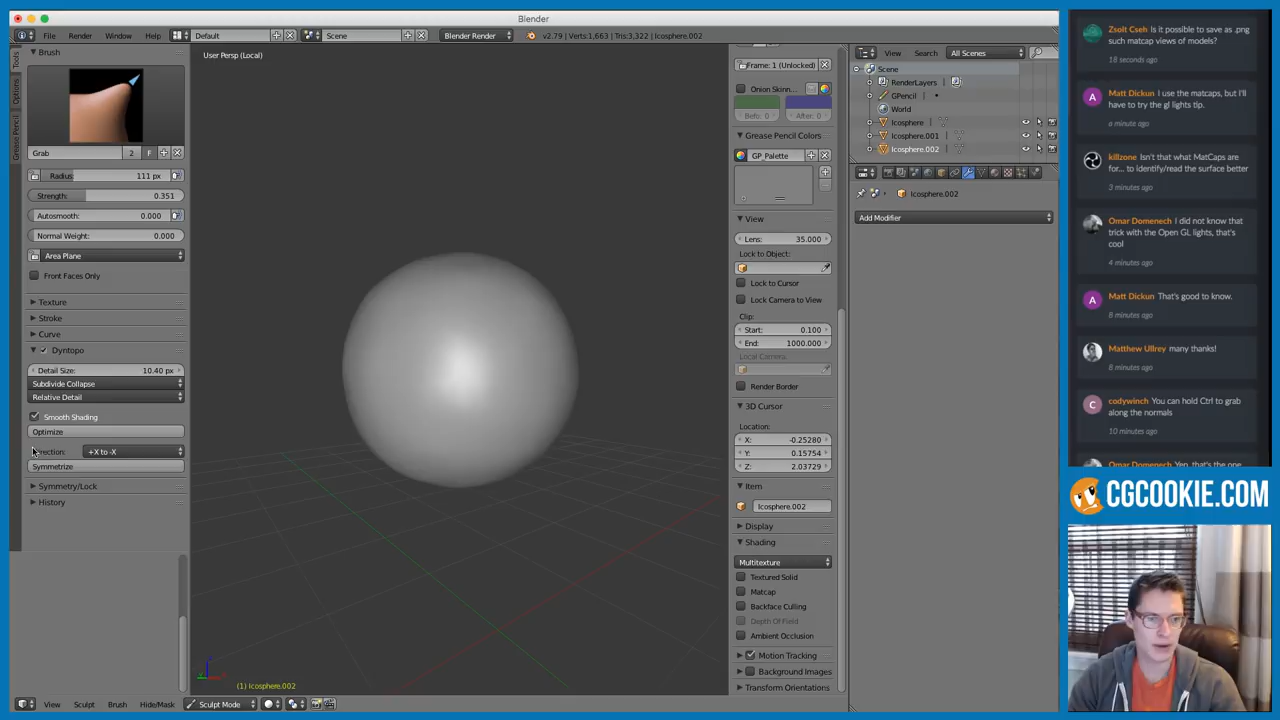 Blender
File
Render
Window
Help
Default
Scene
Blender Render
v2.79 | Verts:1,663 | Tris:3,322 | Icosphere.002
Tools
Options
Grease Pencil
Brush
Grab
2
F
Radius: 111 px
Strength: 0.351
Autosmooth: 0.000
Normal Weight: 0.000
Area Plane
Front Faces Only
Texture
Stroke
Curve
Dyntopo
Detail Size: 10.40 px
Subdivide Collapse
Relative Detail
Smooth Shading
Optimize
irection: +X to -X
Symmetrize
Symmetry/Lock
History
User Persp (Local)
(1) Icosphere.002
View
Sculpt
Brush
Hide/Mask
Sculpt Mode
Frame: 1 (Unlocked)
Onion Skinn...
Befo: 0
After: 0
Grease Pencil Colors
GP_Palette
View
Lens: 35.000
Lock to Object:
Lock to Cursor
Lock Camera to View
Clip:
Start: 0.100
End: 1000.000
Local Camera:
Render Border
3D Cursor
Location:
X: -0.25280
Y: 0.15754
Z: 2.03729
Item
Icosphere.002
Display
Shading
Multitexture
Textured Solid
Matcap
Backface Culling
Depth Of Field
Ambient Occlusion
Motion Tracking
Background Images
Transform Orientations
View
Search
All Scenes
Scene
RenderLayers
GPencil
World
Icosphere
Icosphere.001
Icosphere.002
Icosphere.002
Add Modifier
Zsolt Cseh Is it possible to save as .png
such matcap views of models?
18 seconds ago
A
Matt Dickun I use the matcaps, but I'll
have to try the gl lights tip.
a minute ago
killzone Isn't that what MatCaps are
for... to identify/read the surface better
3 minutes ago
Omar Domenech I did not know that
trick with the Open GL lights, that's
cool
4 minutes ago
A
Matt Dickun That's good to know.
8 minutes ago
Matthew Ullrey many thanks!
8 minutes ago
C
codywinch You can hold Ctrl to grab
along the normals
10 minutes ago
Omar Domenech Yep, that's the one
CGCOOKIE.COM